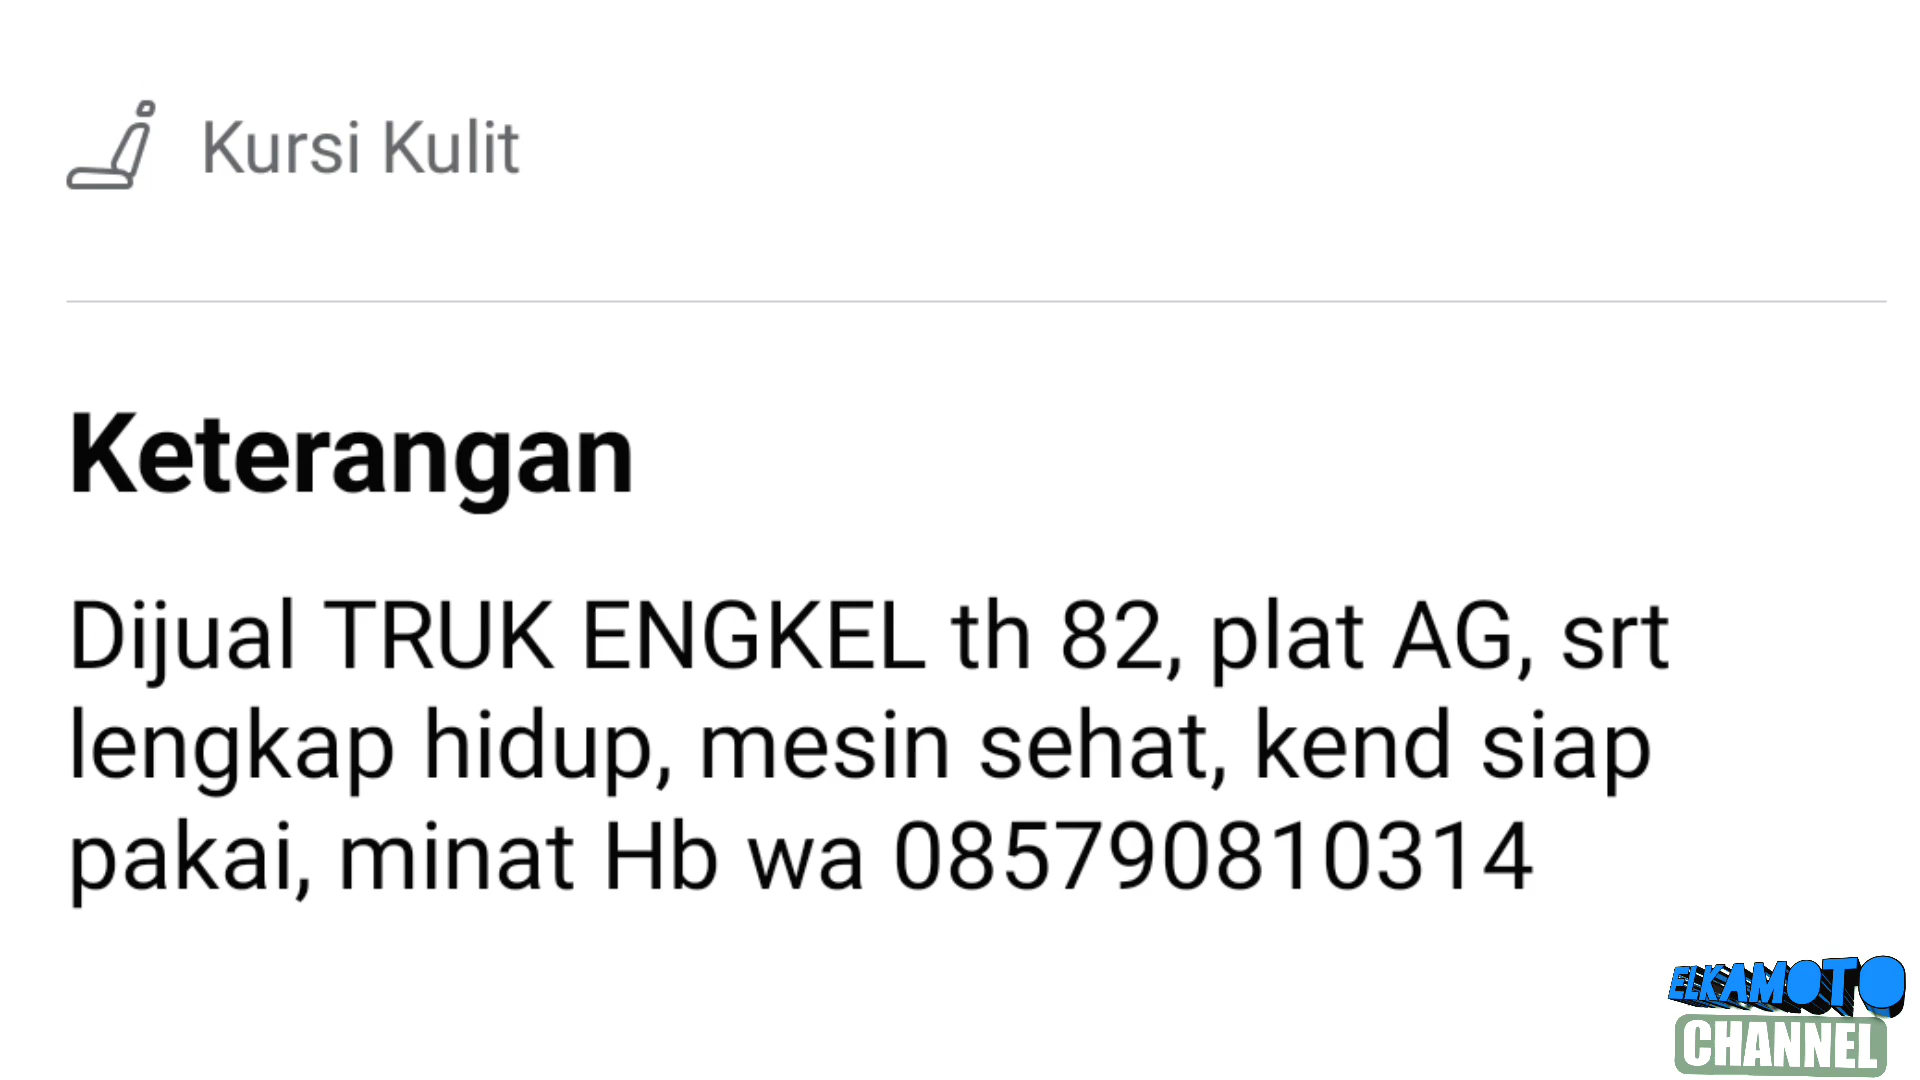 Kursi Kulit
Keterangan
Dijual TRUK ENGKEL th 82, plat AG, srt
lengkap hidup, mesin sehat, kend siap
pakai, minat Hb wa 085790810314
ELKAMOTO
CHANNEL